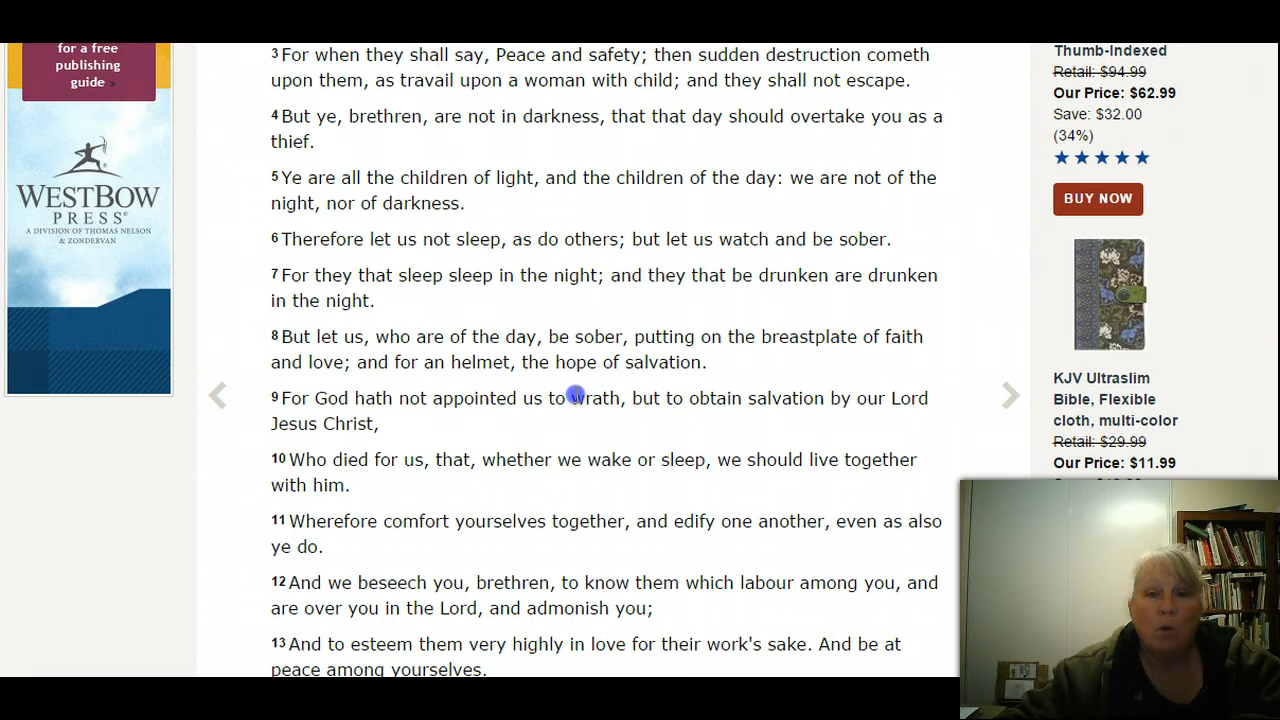 for a free
publishing
guide »
WESTBOW
PRESS®
A DIVISION OF THOMAS NELSON
& ZONDERVAN
3 For when they shall say, Peace and safety; then sudden destruction cometh
upon them, as travail upon a woman with child; and they shall not escape.
4 But ye, brethren, are not in darkness, that that day should overtake you as a
thief.
5 Ye are all the children of light, and the children of the day: we are not of the
night, nor of darkness.
6 Therefore let us not sleep, as do others; but let us watch and be sober.
7 For they that sleep sleep in the night; and they that be drunken are drunken
in the night.
8 But let us, who are of the day, be sober, putting on the breastplate of faith
and love; and for an helmet, the hope of salvation.
9 For God hath not appointed us to wrath, but to obtain salvation by our Lord
Jesus Christ,
10 Who died for us, that, whether we wake or sleep, we should live together
with him.
11 Wherefore comfort yourselves together, and edify one another, even as also
ye do.
12 And we beseech you, brethren, to know them which labour among you, and
are over you in the Lord, and admonish you;
13 And to esteem them very highly in love for their work's sake. And be at
peace among yourselves.
Thumb-Indexed
Retail: $94.99
Our Price: $62.99
Save: $32.00
(34%)
BUY NOW
KJV Ultraslim
Bible, Flexible
cloth, multi-color
Retail: $29.99
Our Price: $11.99